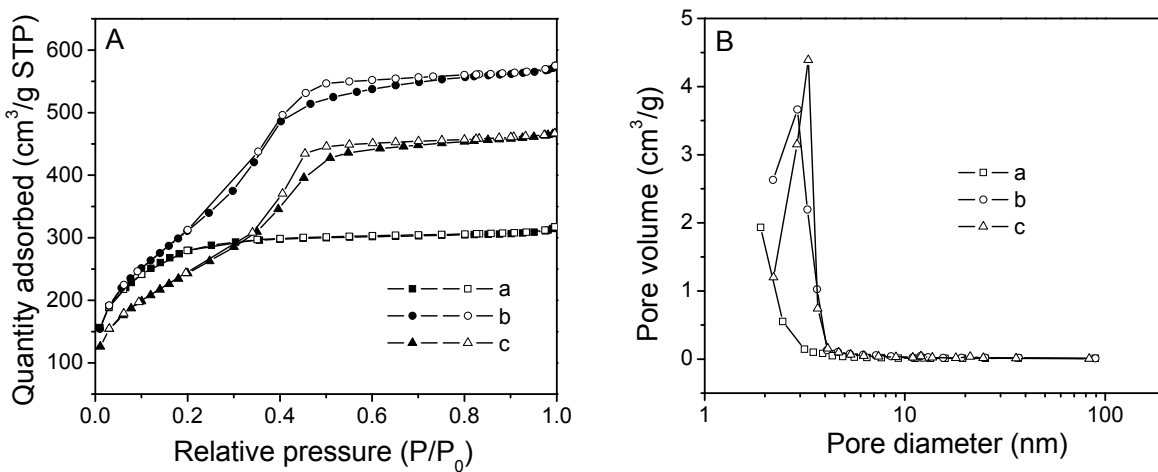 A
Quantity adsorbed (cm³/g STP)
600
500
400
300
200
100
0.0 0.2 0.4 0.6 0.8 1.0
Relative pressure (P/P₀)
a
b
c
B
Pore volume (cm³/g)
5
4
3
2
1
0
1 10 100
Pore diameter (nm)
a
b
c